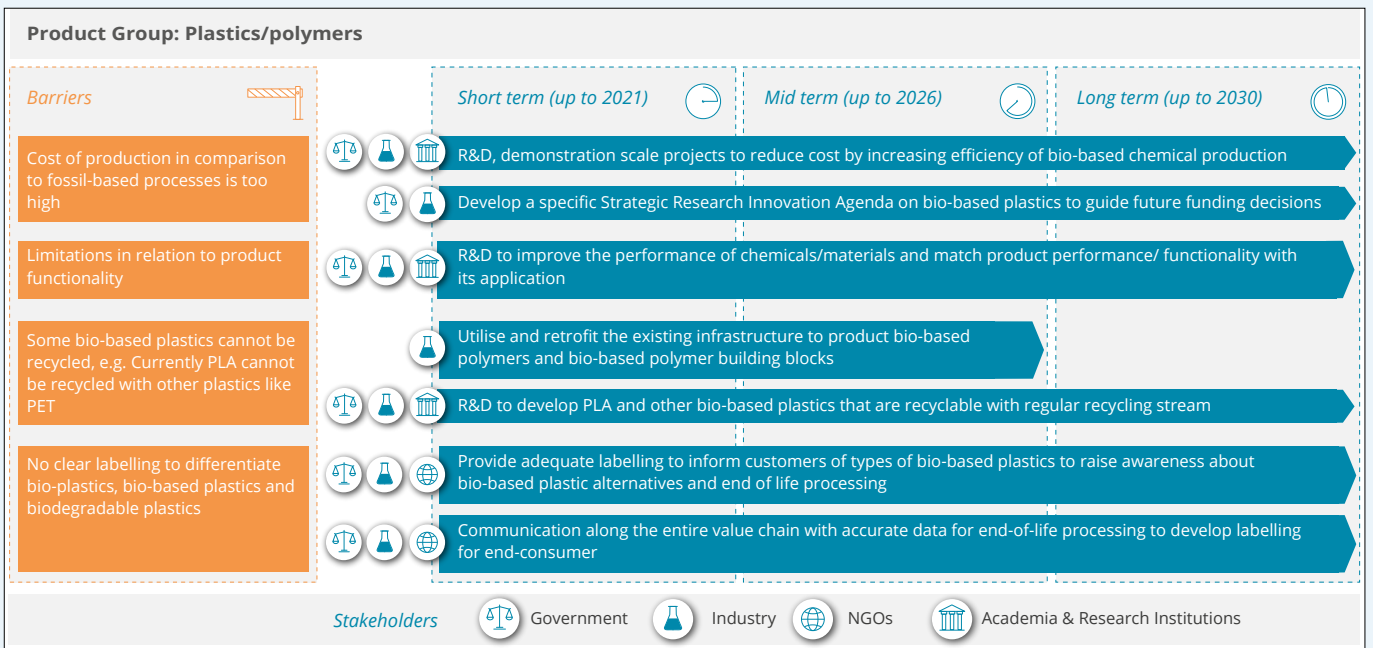 Product Group: Plastics/polymers
Barriers
Short term (up to 2021)
Mid term (up to 2026)
Long term (up to 2030)
Cost of production in comparison
to fossil-based processes is too
high
R&D, demonstration scale projects to reduce cost by increasing efficiency of bio-based chemical production
Develop a specific Strategic Research Innovation Agenda on bio-based plastics to guide future funding decisions
Limitations in relation to product
functionality
R&D to improve the performance of chemicals/materials and match product performance/ functionality with
its application
Some bio-based plastics cannot be
recycled, e.g. Currently PLA cannot
be recycled with other plastics like
PET
Utilise and retrofit the existing infrastructure to product bio-based
polymers and bio-based polymer building blocks
R&D to develop PLA and other bio-based plastics that are recyclable with regular recycling stream
No clear labelling to differentiate
bio-plastics, bio-based plastics and
biodegradable plastics
Provide adequate labelling to inform customers of types of bio-based plastics to raise awareness about
bio-based plastic alternatives and end of life processing
Communication along the entire value chain with accurate data for end-of-life processing to develop labelling
for end-consumer
Stakeholders
Government
Industry
NGOs
Academia & Research Institutions